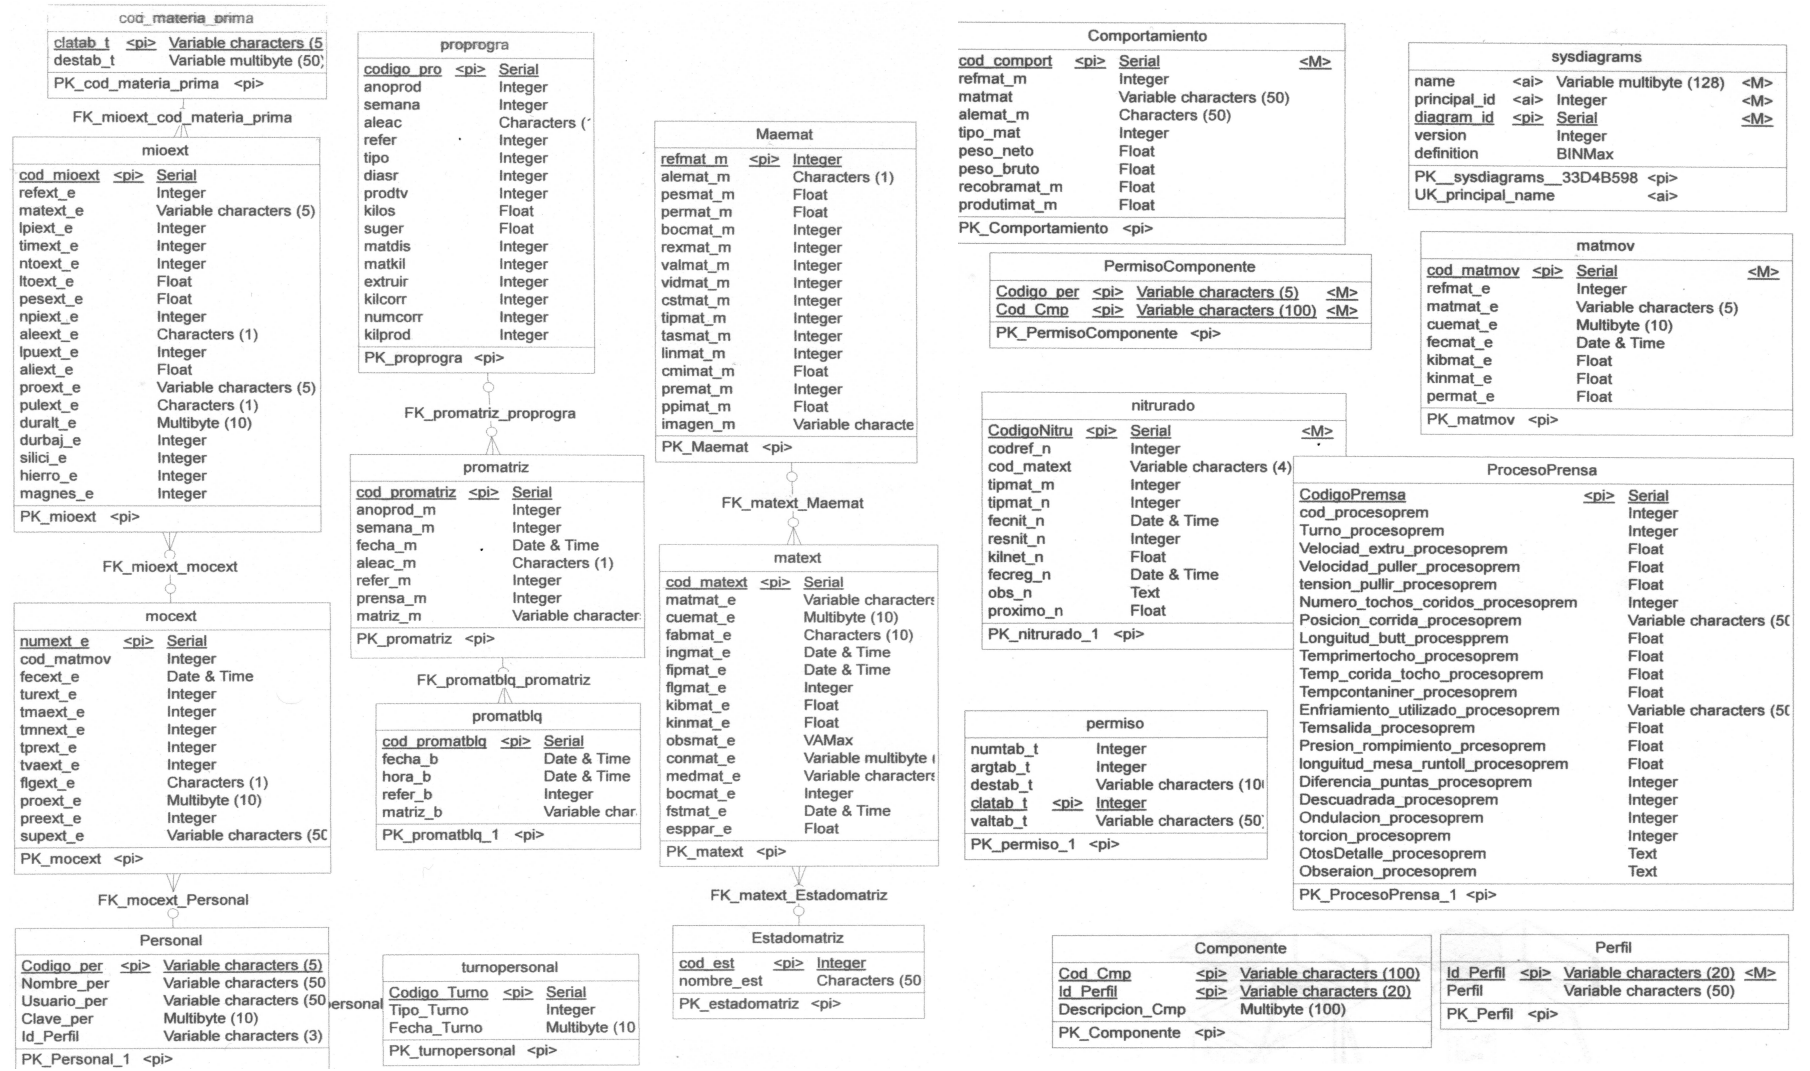 cod_materia_prima
clatab_t <pi> Variable characters (5
destab_t Variable multibyte (50)
PK_cod_materia_prima <pi>
FK_mioext_cod_materia_prima
mioext
cod_mioext <pi> Serial
refext_e Integer
matext_e Variable characters (5)
lpiext_e Integer
timext_e Integer
ntoext_e Integer
ltoext_e Float
pesext_e Float
npiext_e Integer
aleext_e Characters (1)
lpuext_e Integer
aliext_e Float
proext_e Variable characters (5)
pulext_e Characters (1)
duralt_e Multibyte (10)
durbaj_e Integer
silici_e Integer
hierro_e Integer
magnes_e Integer
PK_mioext <pi>
FK_mioext_mocext
mocext
numext_e <pi> Serial
cod_matmov Integer
fecext_e Date & Time
turext_e Integer
tmaext_e Integer
tmnext_e Integer
tprext_e Integer
tvaext_e Integer
flgext_e Characters (1)
proext_e Multibyte (10)
preext_e Integer
supext_e Variable characters (50
PK_mocext <pi>
FK_mocext_Personal
Personal
Codigo_per <pi> Variable characters (5)
Nombre_per Variable characters (50
Usuario_per Variable characters (50
Clave_per Multibyte (10)
Id_Perfil Variable characters (3)
PK_Personal_1 <pi>
proprogra
codigo_pro <pi> Serial
anoprod Integer
semana Integer
aleac Characters (
refer Integer
tipo Integer
diasr Integer
prodtv Integer
kilos Float
suger Float
matdis Integer
matkil Integer
extruir Integer
kilcorr Integer
numcorr Integer
kilprod Integer
PK_proprogra <pi>
FK_promatriz_proprogra
promatriz
cod_promatriz <pi> Serial
anoprod_m Integer
semana_m Integer
fecha_m Date & Time
aleac_m Characters (1)
refer_m Integer
prensa_m Integer
matriz_m Variable character
PK_promatriz <pi>
FK_promatblq_promatriz
promatblq
cod_promatblq <pi> Serial
fecha_b Date & Time
hora_b Date & Time
refer_b Integer
matriz_b Variable char
PK_promatblq_1 <pi>
ersonal
turnopersonal
Codigo_Turno <pi> Serial
Tipo_Turno Integer
Fecha_Turno Multibyte (10
PK_turnopersonal <pi>
Maemat
refmat_m <pi> Integer
alemat_m Characters (1)
pesmat_m Float
permat_m Float
bocmat_m Integer
rexmat_m Integer
valmat_m Integer
vidmat_m Integer
cstmat_m Integer
tipmat_m Integer
tasmat_m Integer
linmat_m Integer
cmimat_m Float
premat_m Integer
ppimat_m Float
imagen_m Variable characte
PK_Maemat <pi>
FK_matext_Maemat
matext
cod_matext <pi> Serial
matmat_e Variable characters
cuemat_e Multibyte (10)
fabmat_e Characters (10)
ingmat_e Date & Time
fipmat_e Date & Time
flgmat_e Integer
kibmat_e Float
kinmat_e Float
obsmat_e VAMax
conmat_e Variable multibyte (
medmat_e Variable characters
bocmat_e Integer
fstmat_e Date & Time
esppar_e Float
PK_matext <pi>
FK_matext_Estadomatriz
Estadomatriz
cod_est <pi> Integer
nombre_est Characters (50
PK_estadomatriz <pi>
Comportamiento
cod_comport <pi> Serial <M>
refmat_m Integer
matmat Variable characters (50)
alemat_m Characters (50)
tipo_mat Integer
peso_neto Float
peso_bruto Float
recobramat_m Float
produtimat_m Float
PK_Comportamiento <pi>
PermisoComponente
Codigo_per <pi> Variable characters (5) <M>
Cod_Cmp <pi> Variable characters (100) <M>
PK_PermisoComponente <pi>
nitrurado
CodigoNitru <pi> Serial <M>
codref_n Integer
cod_matext Variable characters (4)
tipmat_m Integer
tipmat_n Integer
fecnit_n Date & Time
resnit_n Integer
kilnet_n Float
fecreg_n Date & Time
obs_n Text
proximo_n Float
PK_nitrurado_1 <pi>
permiso
numtab_t Integer
argtab_t Integer
destab_t Variable characters (10
clatab_t <pi> Integer
valtab_t Variable characters (50)
PK_permiso_1 <pi>
Componente
Cod_Cmp <pi> Variable characters (100)
Id_Perfil <pi> Variable characters (20)
Descripcion_Cmp Multibyte (100)
PK_Componente <pi>
sysdiagrams
name <ai> Variable multibyte (128) <M>
principal_id <ai> Integer <M>
diagram_id <pi> Serial <M>
version Integer
definition BINMax
PK__sysdiagrams__33D4B598 <pi>
UK_principal_name <ai>
matmov
cod_matmov <pi> Serial <M>
refmat_e Integer
matmat_e Variable characters (5)
cuemat_e Multibyte (10)
fecmat_e Date & Time
kibmat_e Float
kinmat_e Float
permat_e Float
PK_matmov <pi>
ProcesoPrensa
CodigoPremsa <pi> Serial
cod_procesoprem Integer
Turno_procesoprem Integer
Velociad_extru_procesoprem Float
Velocidad_puller_procesoprem Float
tension_pullir_procesoprem Float
Numero_tochos_coridos_procesoprem Integer
Posicion_corrida_procesoprem Variable characters (50
Longuitud_butt_procespprem Float
Temprimertocho_procesoprem Float
Temp_corida_tocho_procesoprem Float
Tempcontaniner_procesoprem Float
Enfriamiento_utilizado_procesoprem Variable characters (50
Temsalida_procesoprem Float
Presion_rompimiento_prcesoprem Float
longuitud_mesa_runtoll_procesoprem Float
Diferencia_puntas_procesoprem Integer
Descuadrada_procesoprem Integer
Ondulacion_procesoprem Integer
torcion_procesoprem Integer
OtosDetalle_procesoprem Text
Obseraion_procesoprem Text
PK_ProcesoPrensa_1 <pi>
Perfil
Id_Perfil <pi> Variable characters (20) <M>
Perfil Variable characters (50)
PK_Perfil <pi>